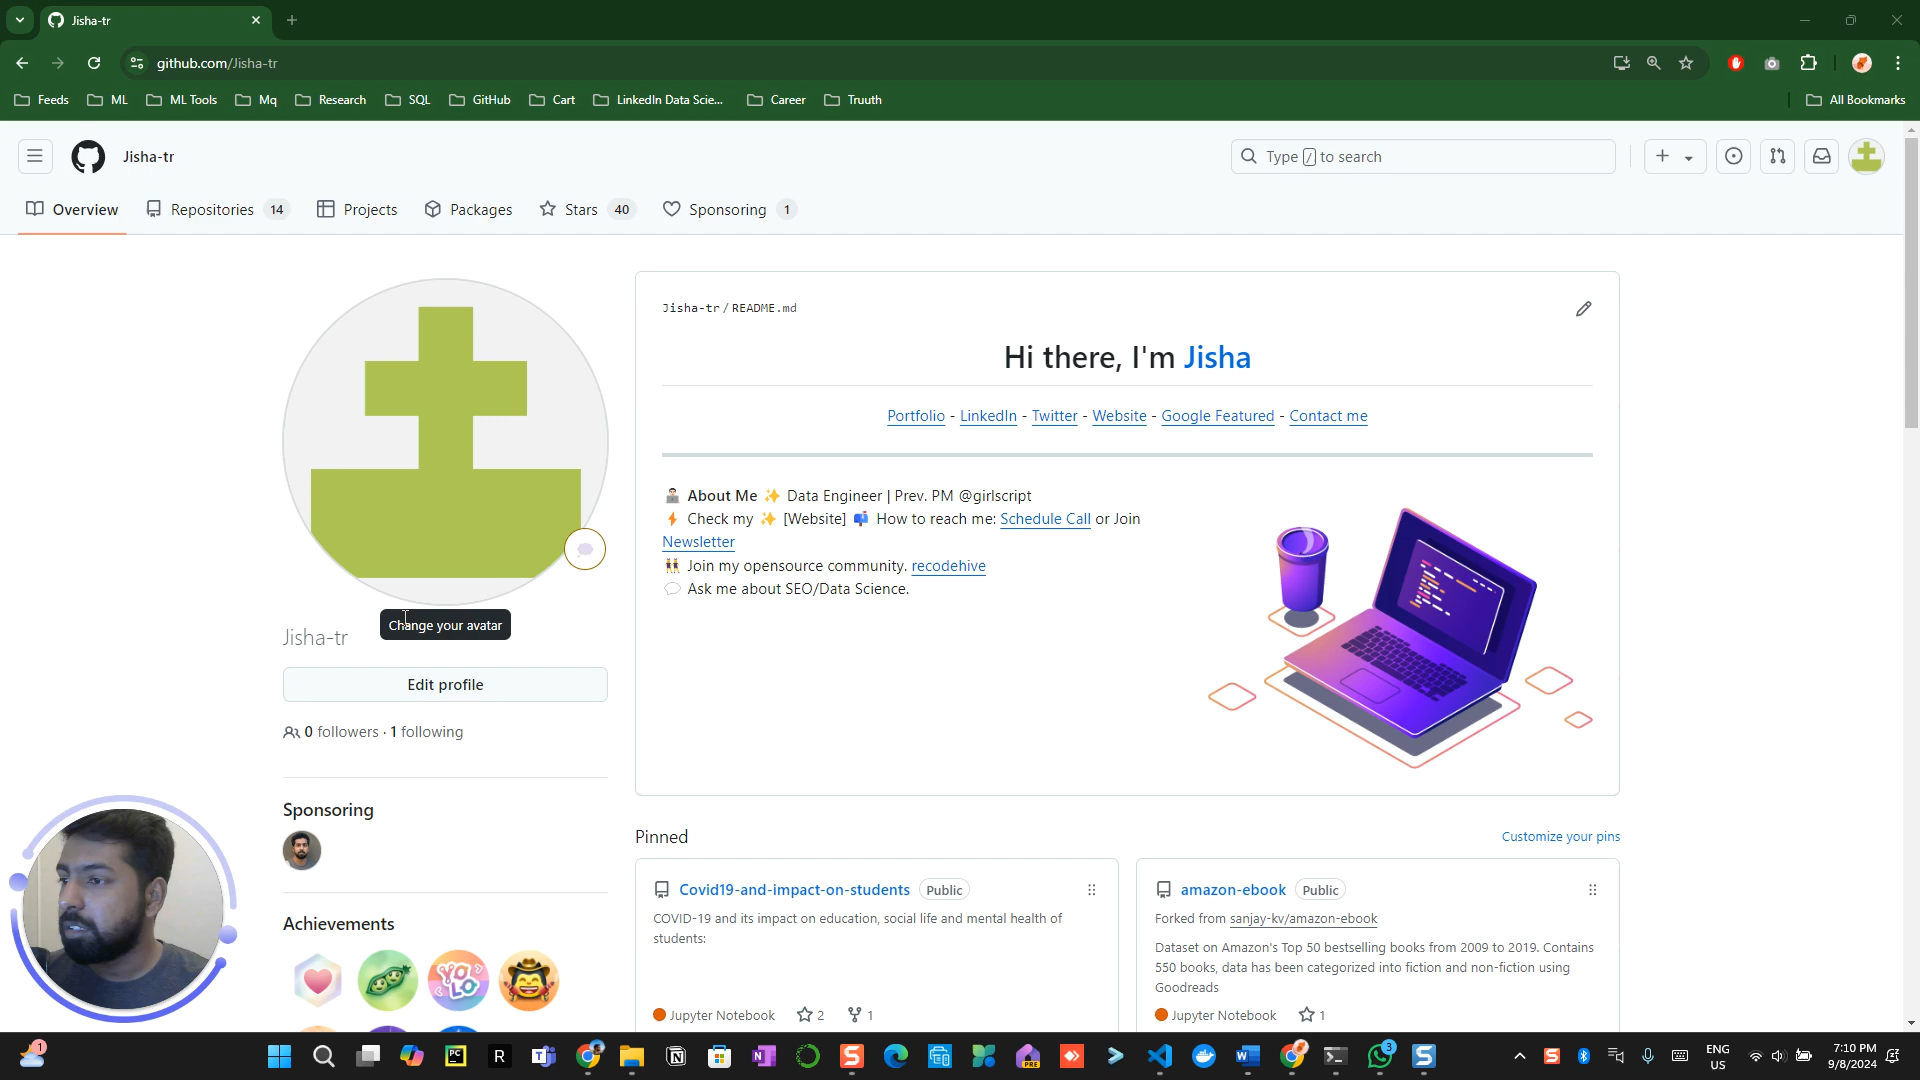 Jisha-tr
github.com/Jisha-tr
Feeds ML ML Tools Mq Research SQL GitHub Cart LinkedIn Data Scie... Career Truuth All Bookmarks
Jisha-tr Type / to search
Overview Repositories 14 Projects Packages Stars 40 Sponsoring 1
Jisha-tr / README.md
Hi there, I'm Jisha
Portfolio - LinkedIn - Twitter - Website - Google Featured - Contact me
About Me ✨ Data Engineer | Prev. PM @girlscript
⚡ Check my ✨ [Website] 📫 How to reach me: Schedule Call or Join
Newsletter
👯 Join my opensource community. recodehive
💬 Ask me about SEO/Data Science.
Change your avatar
Jisha-tr
Edit profile
0 followers · 1 following
Sponsoring
Achievements
YOLO
Pinned Customize your pins
Covid19-and-impact-on-students Public
COVID-19 and its impact on education, social life and mental health of
students:
Jupyter Notebook 2 1
amazon-ebook Public
Forked from sanjay-kv/amazon-ebook
Dataset on Amazon's Top 50 bestselling books from 2009 to 2019. Contains
550 books, data has been categorized into fiction and non-fiction using
Goodreads
Jupyter Notebook 1
1
PC
R
PRE
3
ENG
US
7:10 PM
9/8/2024